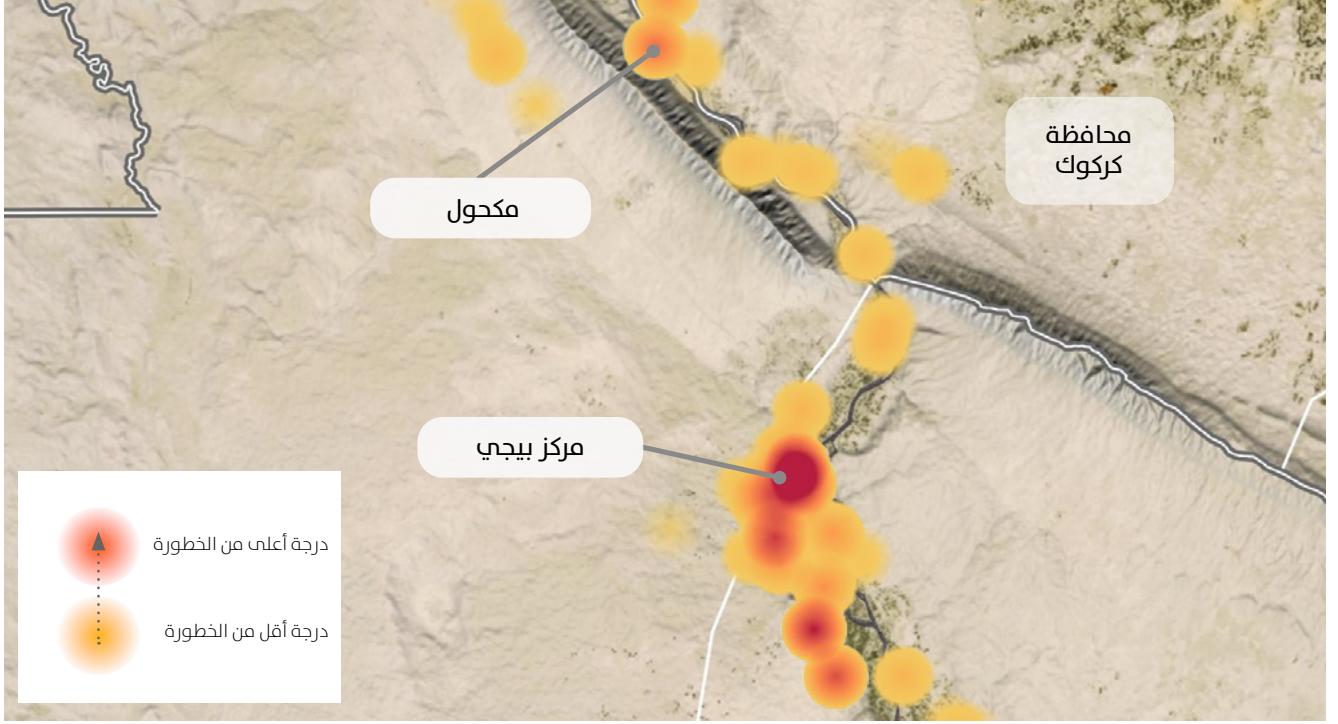 محافظة
كركوك
مكحول
مركز بيجي
درجة أعلى من الخطورة
درجة أقل من الخطورة